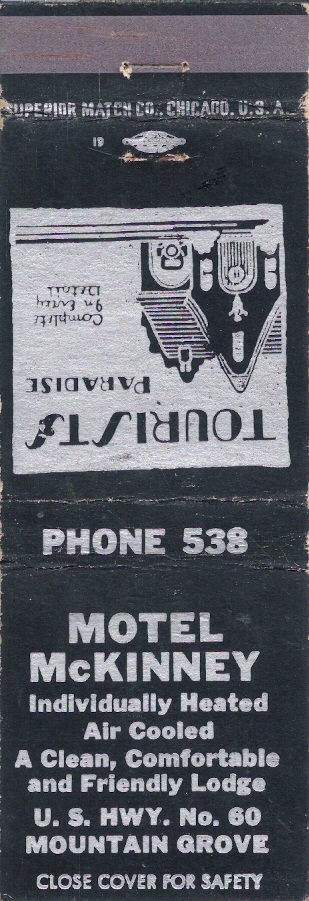 SUPERIOR MATCH CO., CHICAGO, U.S.A.
19
TOURISTS
PARADISE
Complete
In Every
Detail
PHONE 538
MOTEL
McKINNEY
Individually Heated
Air Cooled
A Clean, Comfortable
and Friendly Lodge
U. S. HWY. No. 60
MOUNTAIN GROVE
CLOSE COVER FOR SAFETY